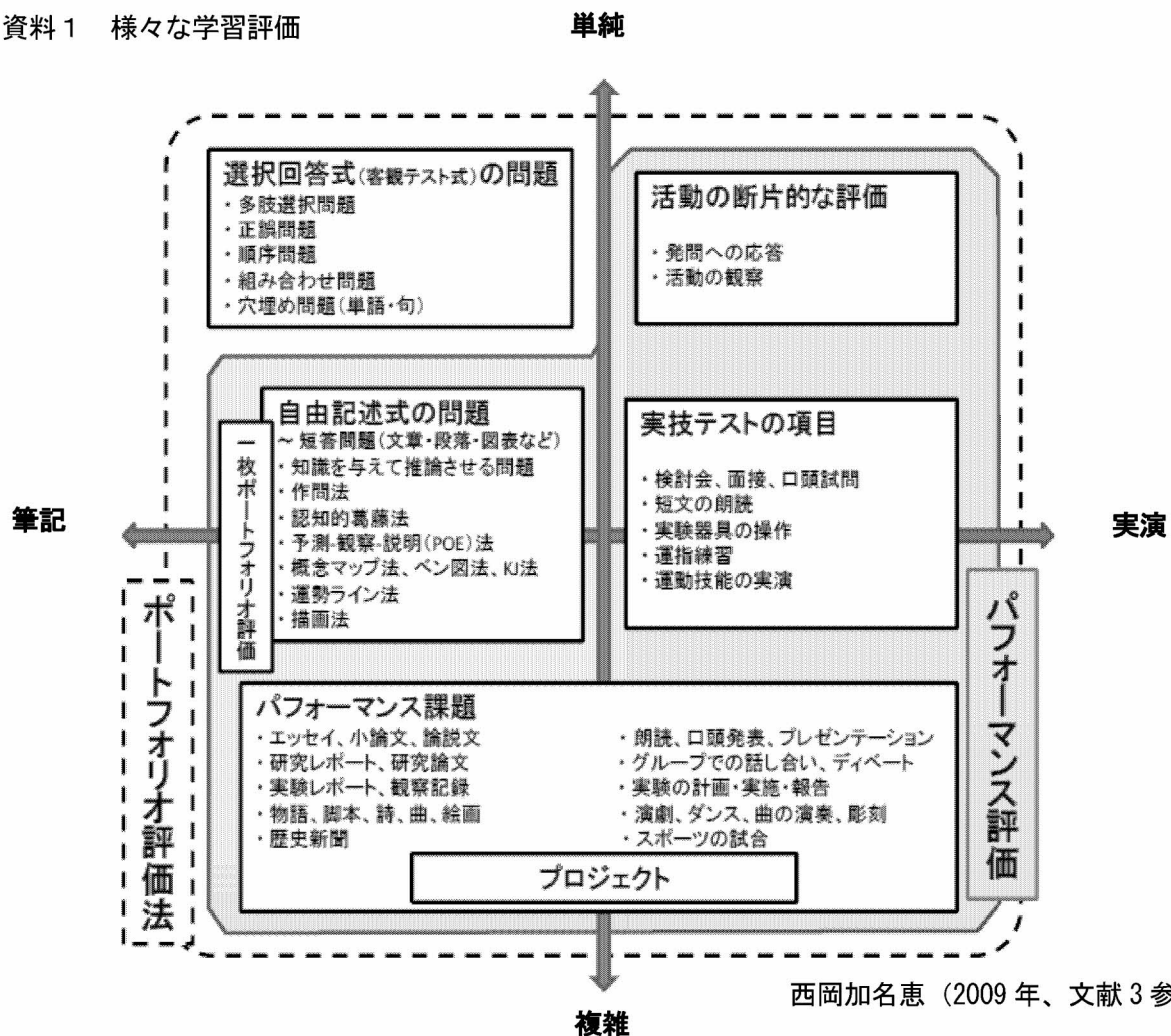 資料１　様々な学習評価
単純
選択回答式(客観テスト式)の問題
・多肢選択問題
・正誤問題
・順序問題
・組み合わせ問題
・穴埋め問題(単語・句)
活動の断片的な評価
・発問への応答
・活動の観察
自由記述式の問題
～短答問題(文章・段落・図表など)
・知識を与えて推論させる問題
・作問法
・認知的葛藤法
・予測-観察-説明(POE)法
・概念マップ法、ベン図法、KJ法
・運勢ライン法
・描画法
一枚ポートフォリオ評価
実技テストの項目
・検討会、面接、口頭試問
・短文の朗読
・実験器具の操作
・運指練習
・運動技能の実演
筆記
実演
ポートフォリオ評価法
パフォーマンス評価
パフォーマンス課題
・エッセイ、小論文、論説文
・研究レポート、研究論文
・実験レポート、観察記録
・物語、脚本、詩、曲、絵画
・歴史新聞
・朗読、口頭発表、プレゼンテーション
・グループでの話し合い、ディベート
・実験の計画・実施・報告
・演劇、ダンス、曲の演奏、彫刻
・スポーツの試合
プロジェクト
西岡加名恵（2009 年、文献 3 参
複雑